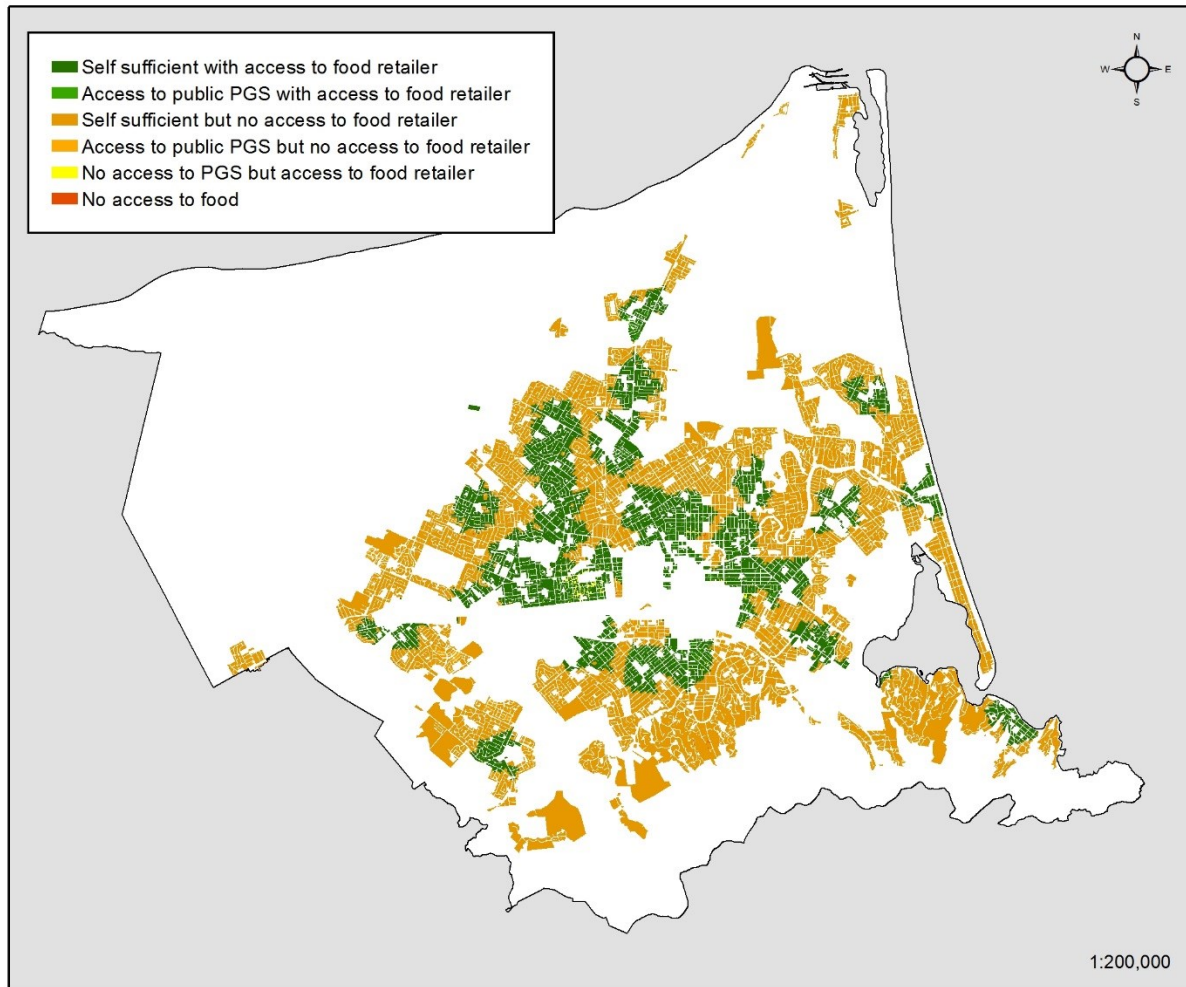 Self sufficient with access to food retailer
Access to public PGS with access to food retailer
Self sufficient but no access to food retailer
Access to public PGS but no access to food retailer
No access to PGS but access to food retailer
No access to food
N
W E
S
1:200,000